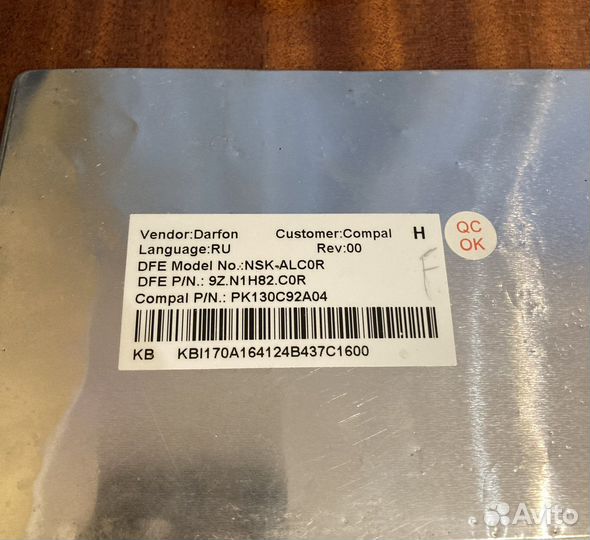 Vendor:Darfon Customer:Compal H
Language:RU Rev:00
DFE Model No.:NSK-ALC0R
DFE P/N.: 9Z.N1H82.C0R
Compal P/N.: PK130C92A04
KB KBI170A164124B437C1600
QC
OK
F
Avito